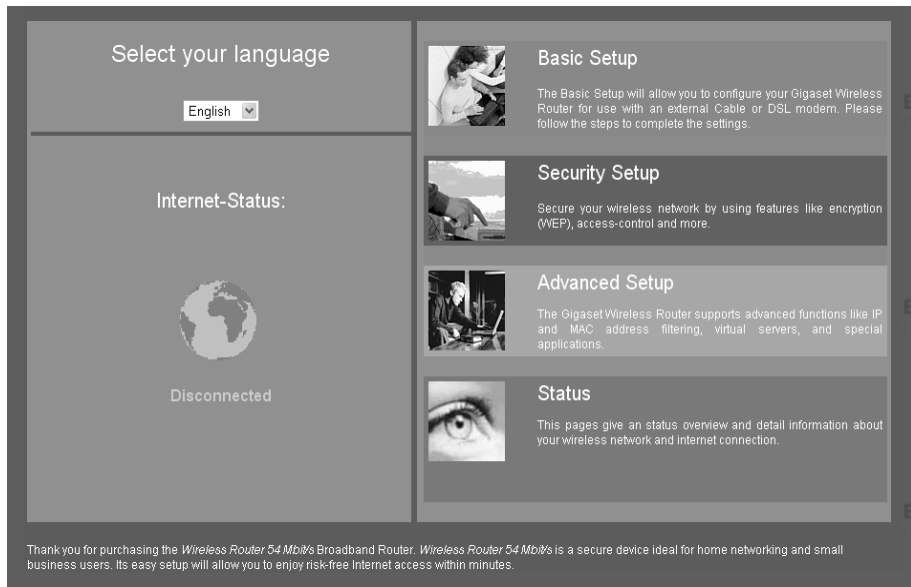 Select your language
English
Internet-Status:
Disconnected
Basic Setup
The Basic Setup will allow you to configure your Gigaset Wireless
Router for use with an external Cable or DSL modem. Please
follow the steps to complete the settings.
Security Setup
Secure your wireless network by using features like encryption
(WEP), access-control and more.
Advanced Setup
The Gigaset Wireless Router supports advanced functions like IP
and MAC address filtering, virtual servers, and special
applications.
Status
This pages give an status overview and detail information about
your wireless network and internet connection.
Thank you for purchasing the Wireless Router 54 Mbit/s Broadband Router. Wireless Router 54 Mbit/s is a secure device ideal for home networking and small
business users. Its easy setup will allow you to enjoy risk-free Internet access within minutes.